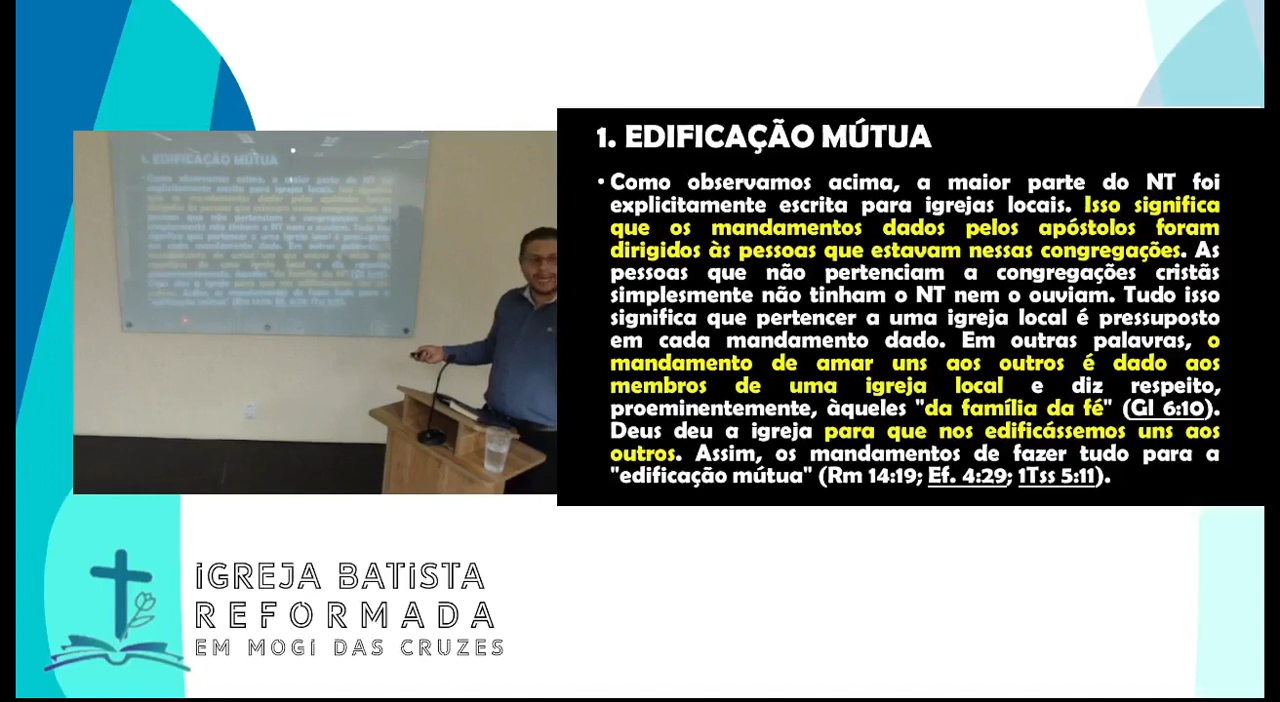 1. EDIFICAÇÃO MÚTUA
• Como observamos acima, a maior parte do NT foi
explicitamente escrita para igrejas locais. Isso significa
que os mandamentos dados pelos apóstolos foram
dirigidos às pessoas que estavam nessas congregações. As
pessoas que não pertenciam a congregações cristãs
simplesmente não tinham o NT nem o ouviam. Tudo isso
significa que pertencer a uma igreja local é pressuposto
em cada mandamento dado. Em outras palavras, o
mandamento de amar uns aos outros é dado aos
membros de uma igreja local e diz respeito,
proeminentemente, àqueles "da família da fé" (Gl 6:10).
Deus deu a igreja para que nos edificássemos uns aos
outros. Assim, os mandamentos de fazer tudo para a
"edificação mútua" (Rm 14:19; Ef. 4:29; 1Tss 5:11).
1. EDIFICAÇÃO MÚTUA
IGREJA BATISTA
REFORMADA
EM MOGI DAS CRUZES